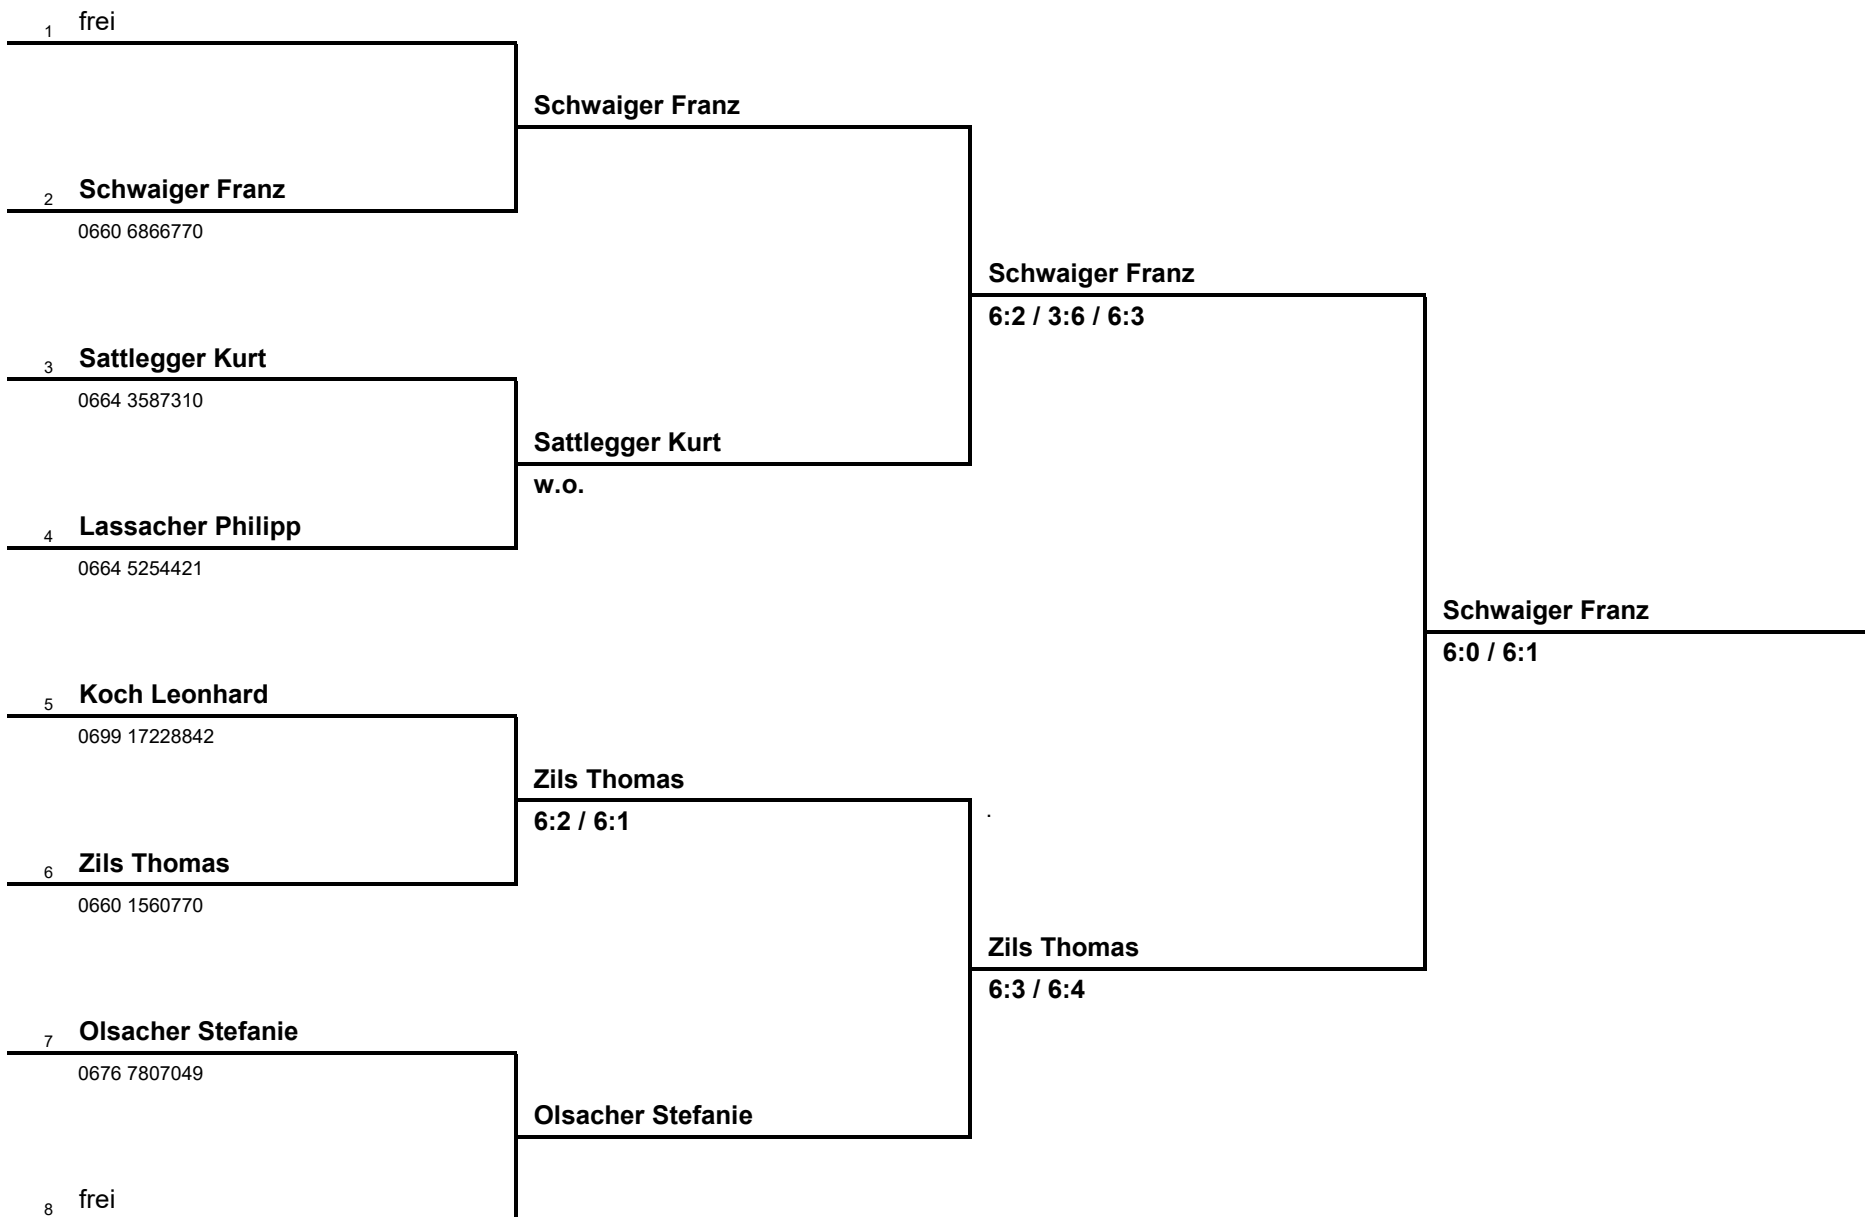 1 frei
Schwaiger Franz
2 Schwaiger Franz
0660 6866770
Schwaiger Franz
6:2 / 3:6 / 6:3
3 Sattlegger Kurt
0664 3587310
Sattlegger Kurt
w.o.
4 Lassacher Philipp
0664 5254421
Schwaiger Franz
6:0 / 6:1
5 Koch Leonhard
0699 17228842
Zils Thomas
6:2 / 6:1
.
6 Zils Thomas
0660 1560770
Zils Thomas
6:3 / 6:4
7 Olsacher Stefanie
0676 7807049
Olsacher Stefanie
8 frei